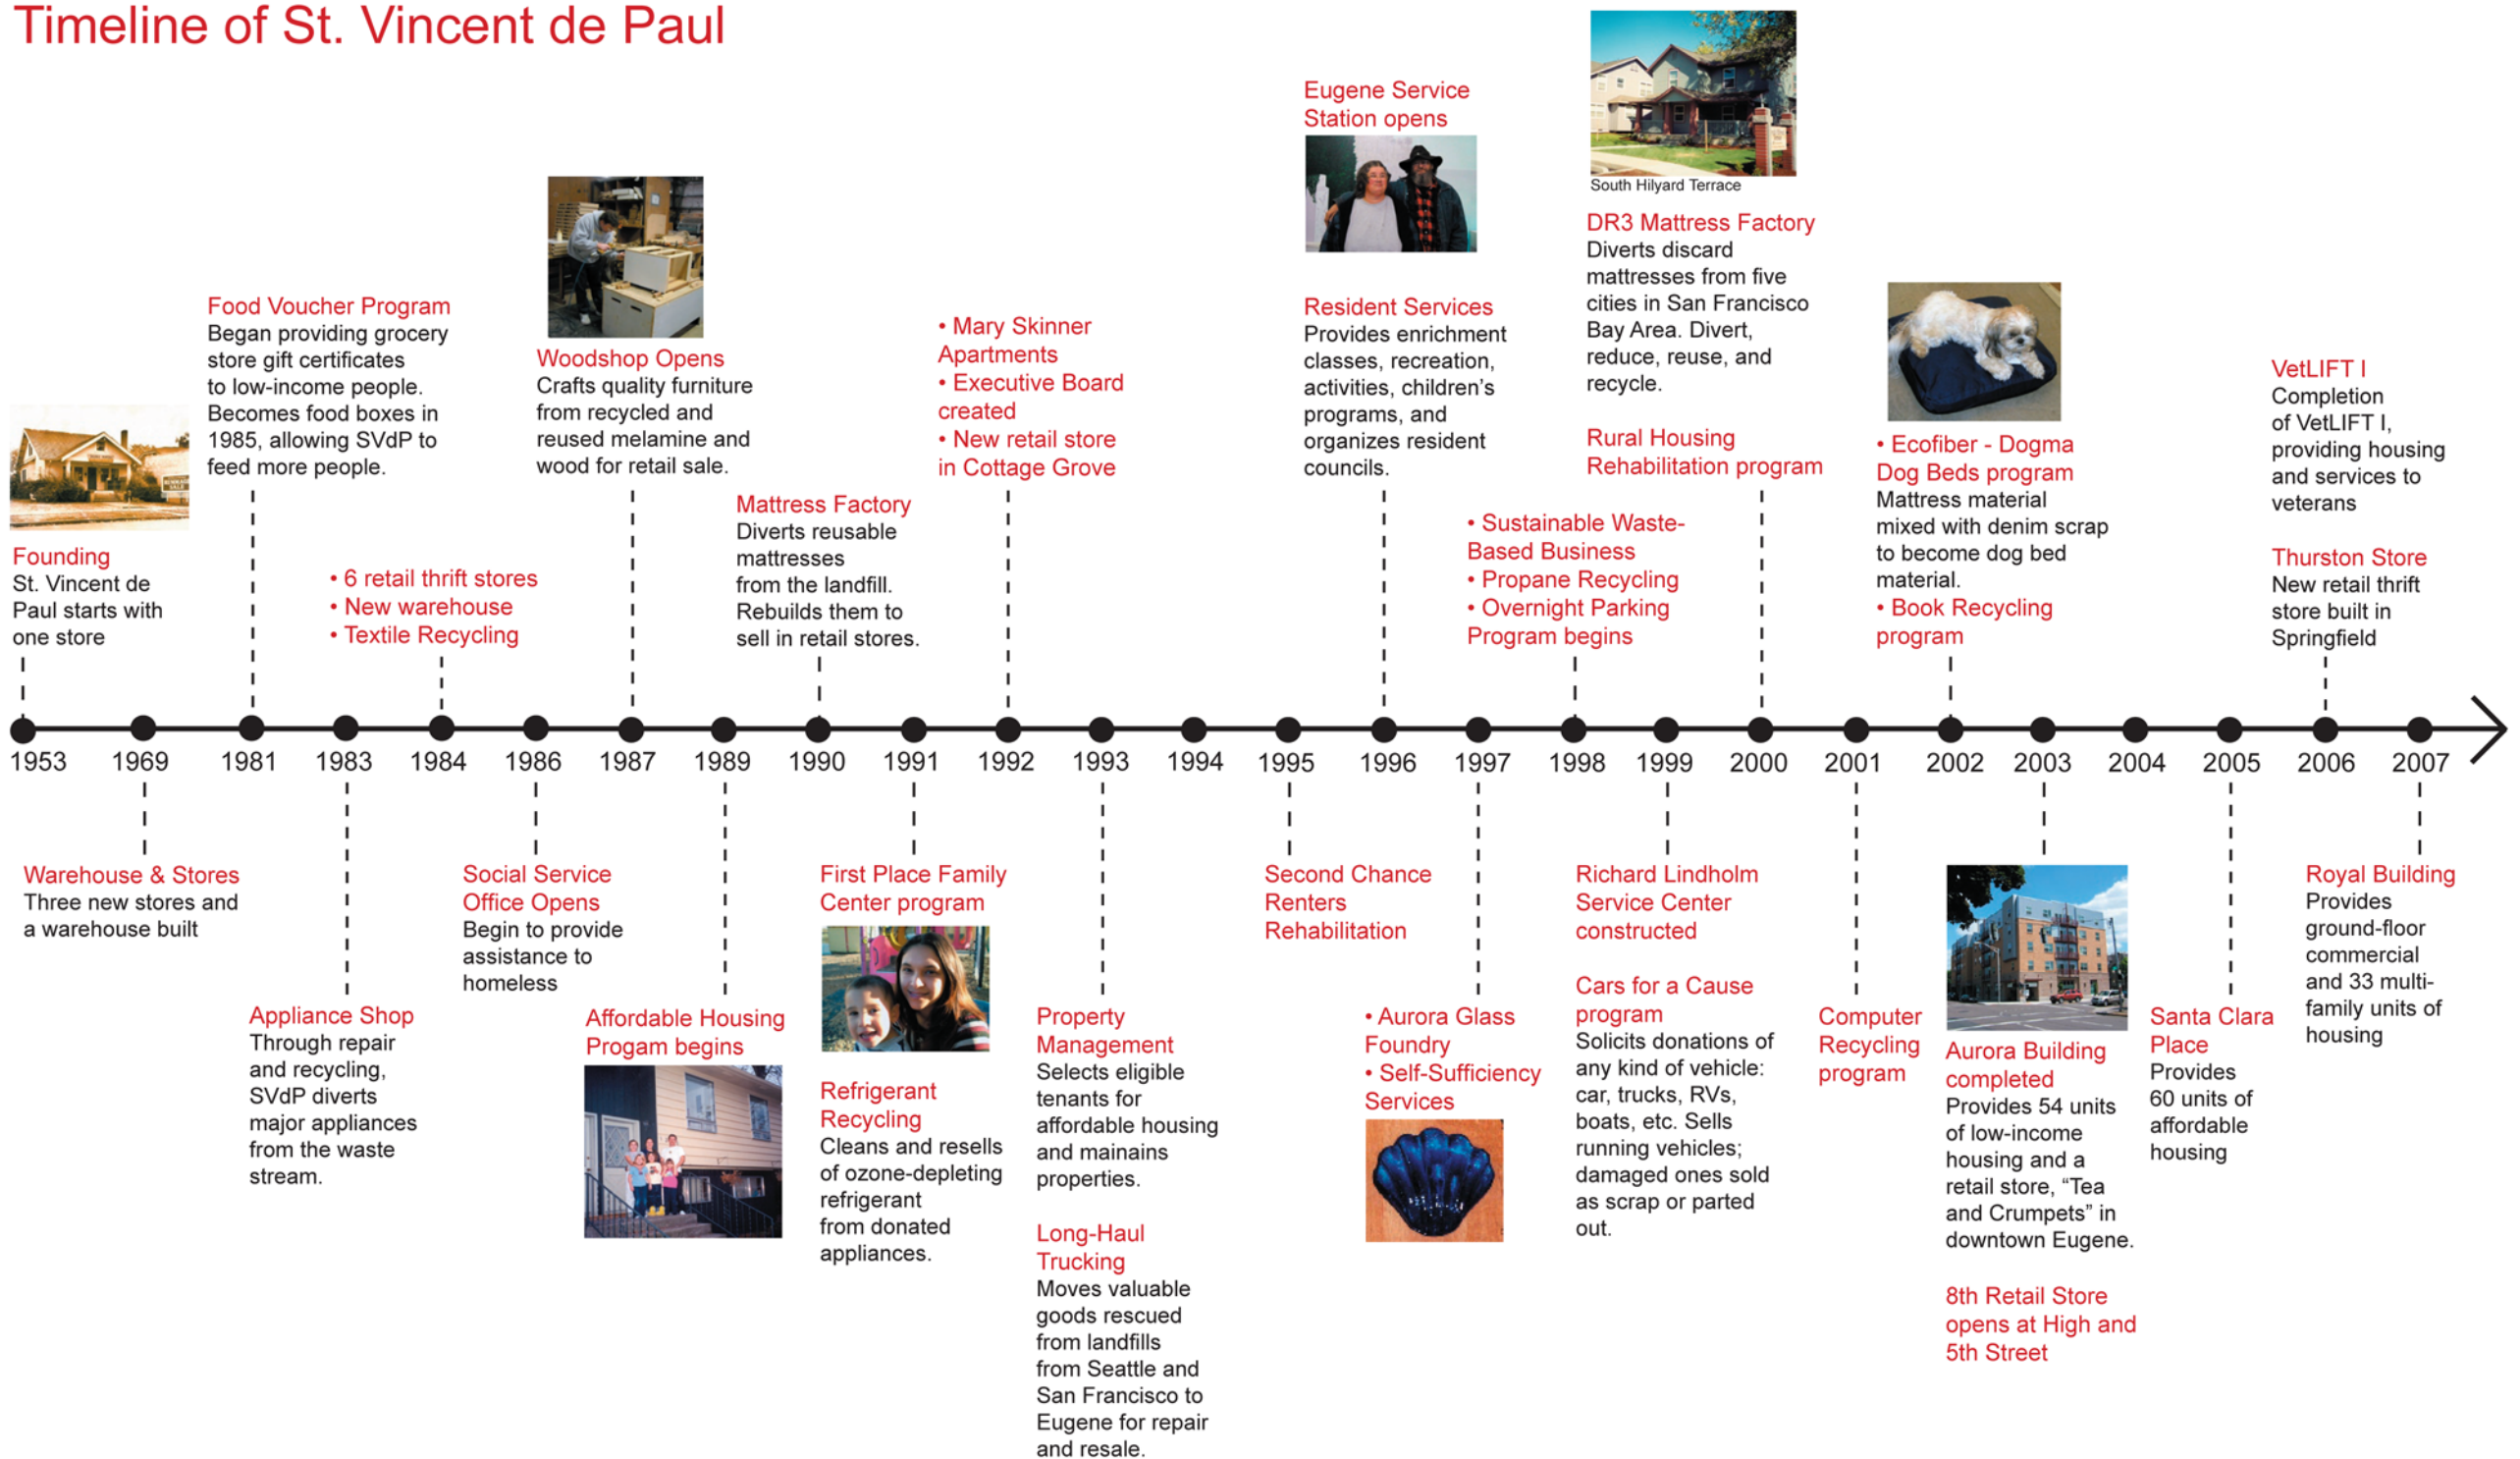 Timeline of St. Vincent de Paul
Founding
St. Vincent de
Paul starts with
one store
Food Voucher Program
Began providing grocery
store gift certificates
to low-income people.
Becomes food boxes in
1985, allowing SVdP to
feed more people.
• 6 retail thrift stores
• New warehouse
• Textile Recycling
Woodshop Opens
Crafts quality furniture
from recycled and
reused melamine and
wood for retail sale.
Mattress Factory
Diverts reusable
mattresses
from the landfill.
Rebuilds them to
sell in retail stores.
• Mary Skinner
Apartments
• Executive Board
created
• New retail store
in Cottage Grove
Eugene Service
Station opens
Resident Services
Provides enrichment
classes, recreation,
activities, children's
programs, and
organizes resident
councils.
• Sustainable Waste-
Based Business
• Propane Recycling
• Overnight Parking
Program begins
South Hilyard Terrace
DR3 Mattress Factory
Diverts discard
mattresses from five
cities in San Francisco
Bay Area. Divert,
reduce, reuse, and
recycle.
Rural Housing
Rehabilitation program
• Ecofiber - Dogma
Dog Beds program
Mattress material
mixed with denim scrap
to become dog bed
material.
• Book Recycling
program
VetLIFT I
Completion
of VetLIFT I,
providing housing
and services to
veterans
Thurston Store
New retail thrift
store built in
Springfield
1953 1969 1981 1983 1984 1986 1987 1989 1990 1991 1992 1993 1994 1995 1996 1997 1998 1999 2000 2001 2002 2003 2004 2005 2006 2007
Warehouse & Stores
Three new stores and
a warehouse built
Appliance Shop
Through repair
and recycling,
SVdP diverts
major appliances
from the waste
stream.
Social Service
Office Opens
Begin to provide
assistance to
homeless
Affordable Housing
Progam begins
First Place Family
Center program
Refrigerant
Recycling
Cleans and resells
of ozone-depleting
refrigerant
from donated
appliances.
Property
Management
Selects eligible
tenants for
affordable housing
and mainains
properties.
Long-Haul
Trucking
Moves valuable
goods rescued
from landfills
from Seattle and
San Francisco to
Eugene for repair
and resale.
Second Chance
Renters
Rehabilitation
• Aurora Glass
Foundry
• Self-Sufficiency
Services
Richard Lindholm
Service Center
constructed
Cars for a Cause
program
Solicits donations of
any kind of vehicle:
car, trucks, RVs,
boats, etc. Sells
running vehicles;
damaged ones sold
as scrap or parted
out.
Computer
Recycling
program
Aurora Building
completed
Provides 54 units
of low-income
housing and a
retail store, “Tea
and Crumpets” in
downtown Eugene.
8th Retail Store
opens at High and
5th Street
Santa Clara
Place
Provides
60 units of
affordable
housing
Royal Building
Provides
ground-floor
commercial
and 33 multi-
family units of
housing